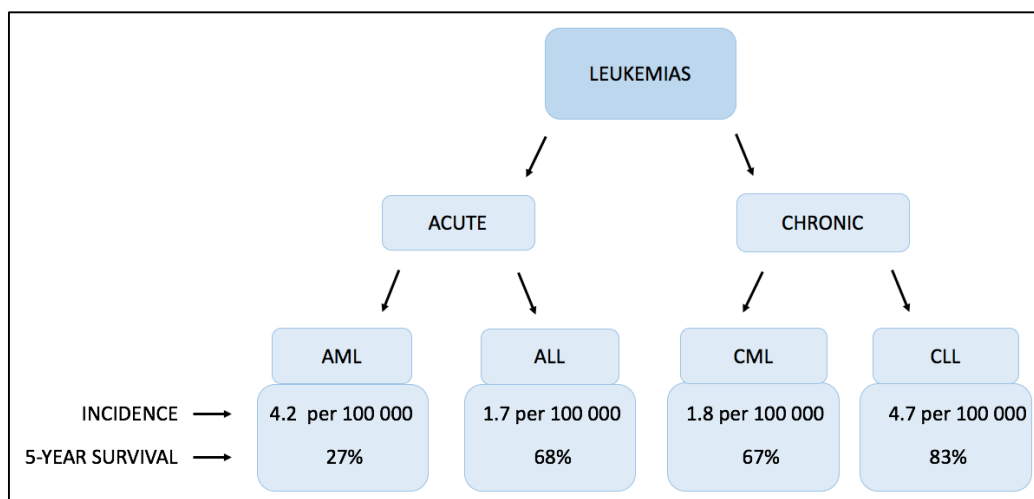 LEUKEMIAS
ACUTE
CHRONIC
AML
ALL
CML
CLL
INCIDENCE
4.2 per 100 000
1.7 per 100 000
1.8 per 100 000
4.7 per 100 000
5-YEAR SURVIVAL
27%
68%
67%
83%